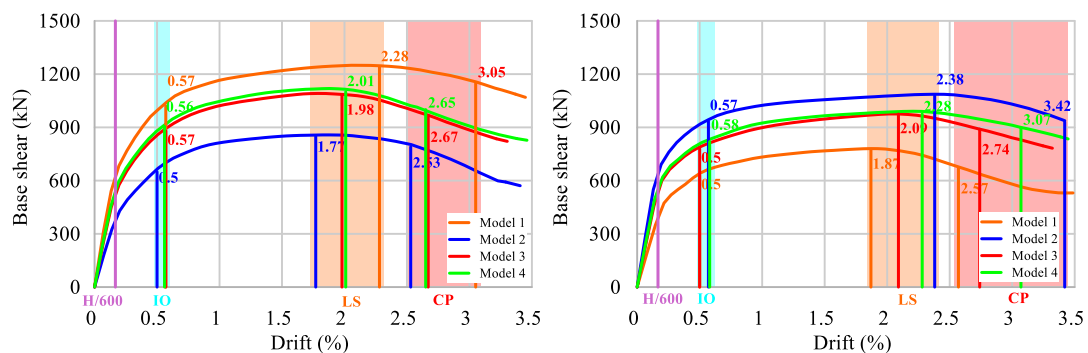 1500
1200
900
600
300
0
Base shear (kN)
0.57
0.56
0.57
0.5
2.28
2.01
1.98
1.77
3.05
2.65
2.67
2.53
Model 1
Model 2
Model 3
Model 4
H/600
IO
LS
CP
0 0.5 1 1.5 2 2.5 3 3.5
Drift (%)
1500
1200
900
600
300
0
Base shear (kN)
0.57
0.58
0.5
0.5
2.38
2.28
2.09
1.87
3.42
3.07
2.74
2.57
Model 1
Model 2
Model 3
Model 4
H/600
IO
LS
CP
0 0.5 1 1.5 2 2.5 3 3.5
Drift (%)